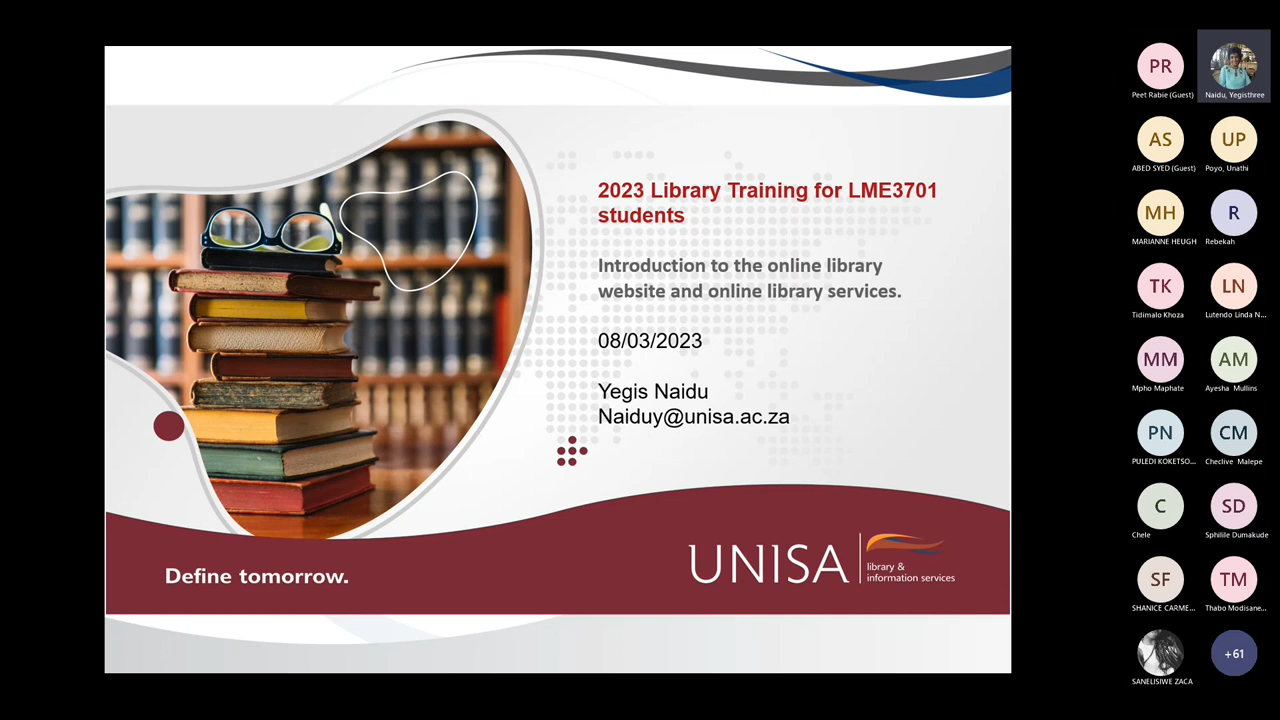 2023 Library Training for LME3701
students
Introduction to the online library
website and online library services.
08/03/2023
Yegis Naidu
Naiduy@unisa.ac.za
Define tomorrow.
UNISA
library &
information services
PR
Peet Rabie (Guest)
Naidu, Yegisthree
AS
ABED SYED (Guest)
UP
Poyo, Unathi
MH
MARIANNE HEUGH
R
Rebekah
TK
Tidimalo Khoza
LN
Lutendo Linda N...
MM
Mpho Maphate
AM
Ayesha Mullins
PN
PULEDI KOKETSO...
CM
Checlive Malepe
C
Chele
SD
Sphilile Dumakude
SF
SHANICE CARME...
TM
Thabo Modisane...
SANELISIWE ZACA
+61